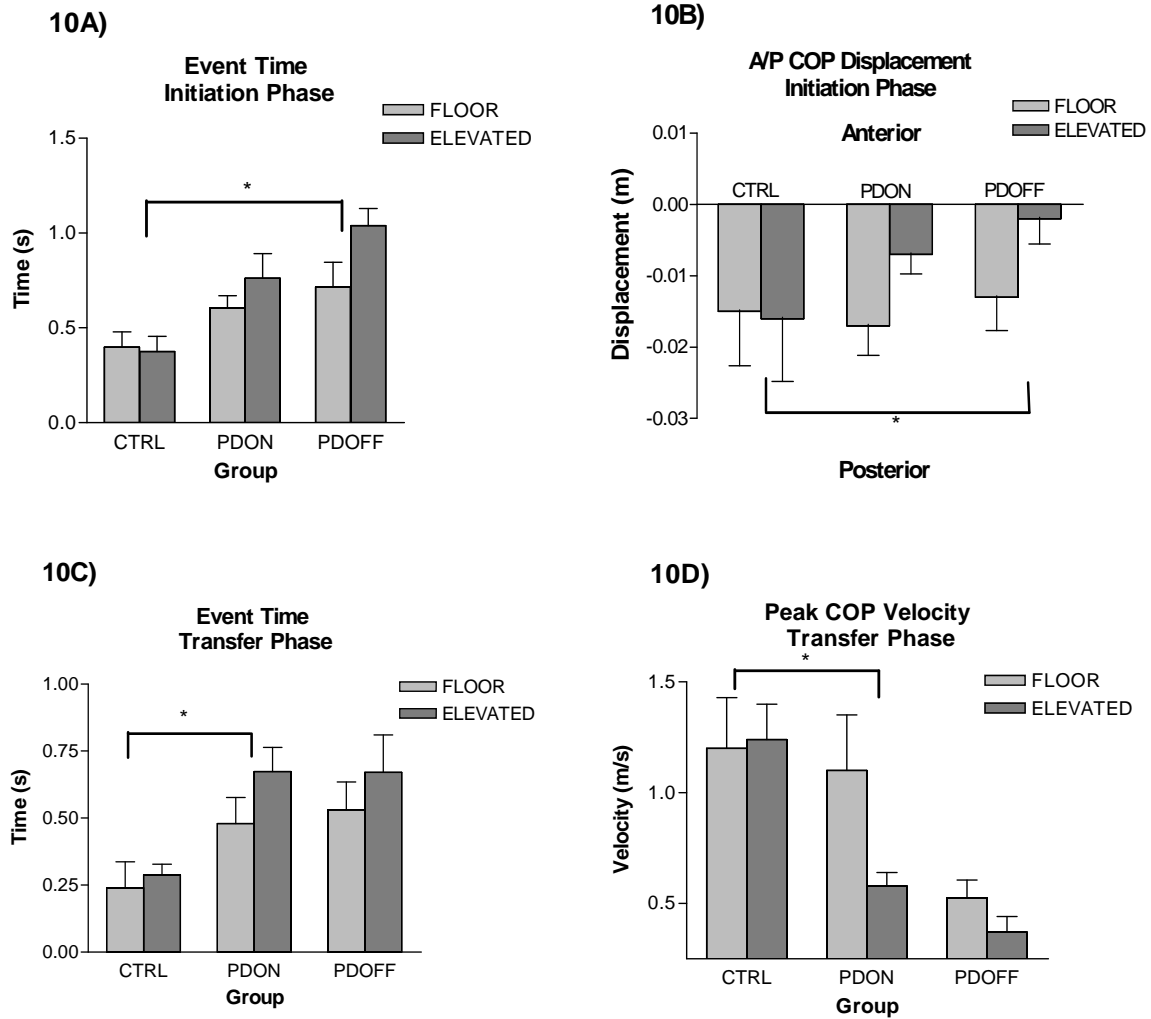 10A)
Event Time
Initiation Phase
FLOOR
ELEVATED
1.5
1.0
0.5
0.0
Time (s)
*
CTRL PDON PDOFF
Group
10B)
A/P COP Displacement
Initiation Phase
FLOOR
ELEVATED
Anterior
0.01
0.00
-0.01
-0.02
-0.03
Displacement (m)
CTRL PDON PDOFF
*
Posterior
10C)
Event Time
Transfer Phase
FLOOR
ELEVATED
1.00
0.75
0.50
0.25
0.00
Time (s)
*
CTRL PDON PDOFF
Group
10D)
Peak COP Velocity
Transfer Phase
*
FLOOR
ELEVATED
1.5
1.0
0.5
Velocity (m/s)
CTRL PDON PDOFF
Group